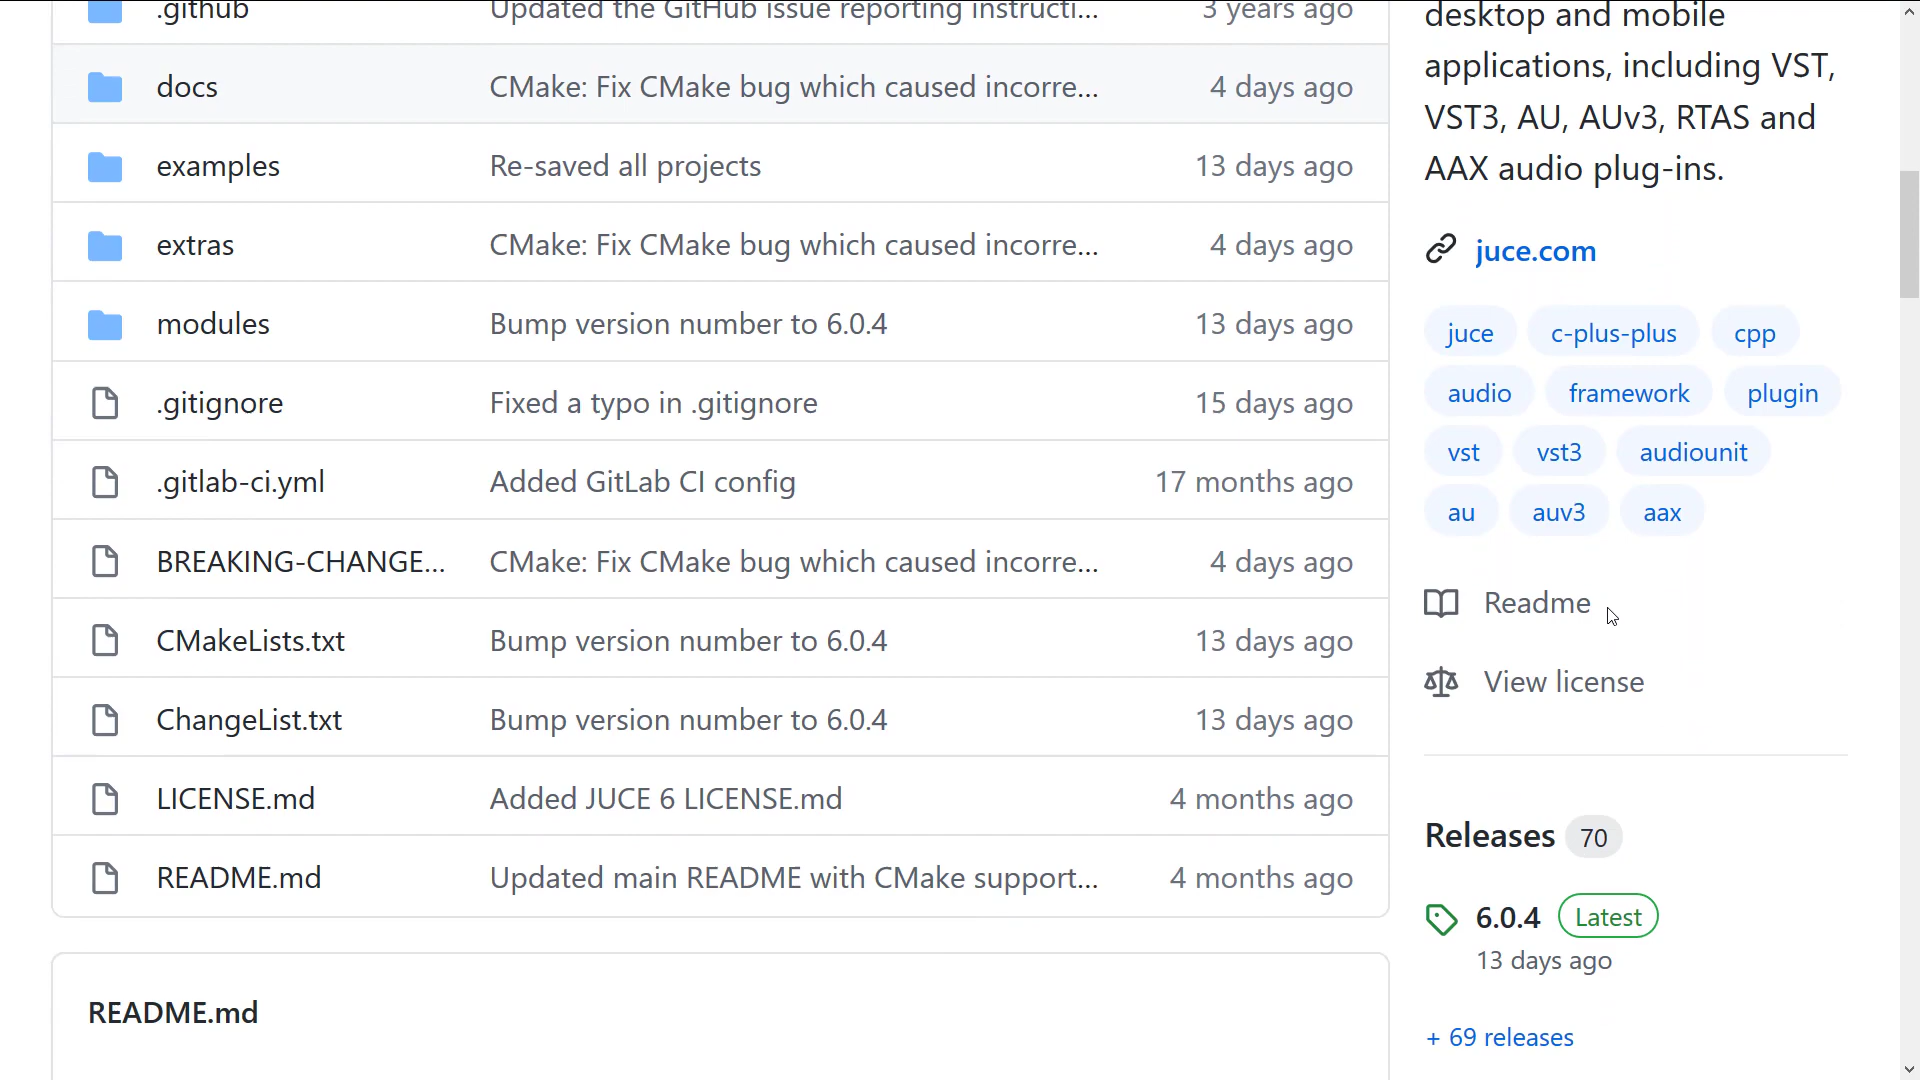 .github Updated the GitHub issue reporting instructi... 3 years ago
docs CMake: Fix CMake bug which caused incorre... 4 days ago
examples Re-saved all projects 13 days ago
extras CMake: Fix CMake bug which caused incorre... 4 days ago
modules Bump version number to 6.0.4 13 days ago
.gitignore Fixed a typo in .gitignore 15 days ago
.gitlab-ci.yml Added GitLab CI config 17 months ago
BREAKING-CHANGE... CMake: Fix CMake bug which caused incorre... 4 days ago
CMakeLists.txt Bump version number to 6.0.4 13 days ago
ChangeList.txt Bump version number to 6.0.4 13 days ago
LICENSE.md Added JUCE 6 LICENSE.md 4 months ago
README.md Updated main README with CMake support... 4 months ago
README.md
desktop and mobile
applications, including VST,
VST3, AU, AUv3, RTAS and
AAX audio plug-ins.
juce.com
juce c-plus-plus cpp
audio framework plugin
vst vst3 audiounit
au auv3 aax
Readme
View license
Releases 70
6.0.4 Latest
13 days ago
+ 69 releases